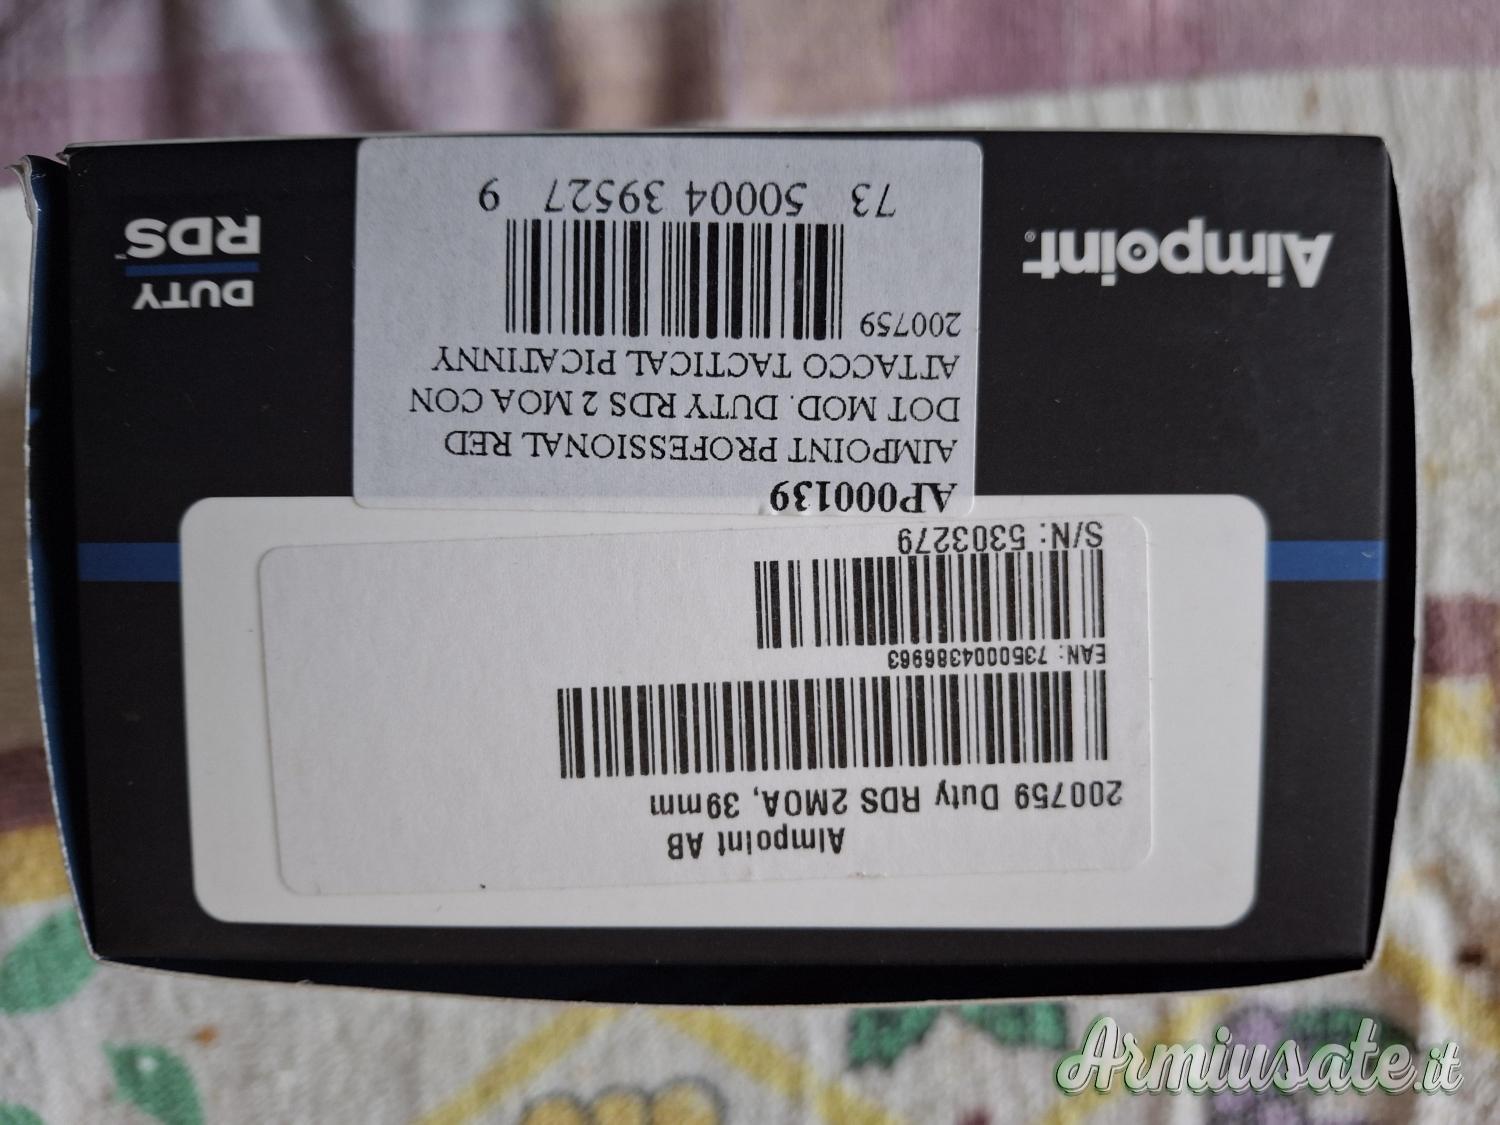 Aimpoint AB
200759 Duty RDS 2MOA, 39mm
EAN: 7350004386963
S/N: 5303279
AP000139
AIMPOINT PROFESSIONAL RED
DOT MOD. DUTY RDS 2 MOA CON
ATTACCO TACTICAL PICATINNY
200759
73 50004 39527 9
Aimpoint®
DUTY
RDS™
Armiusate.it